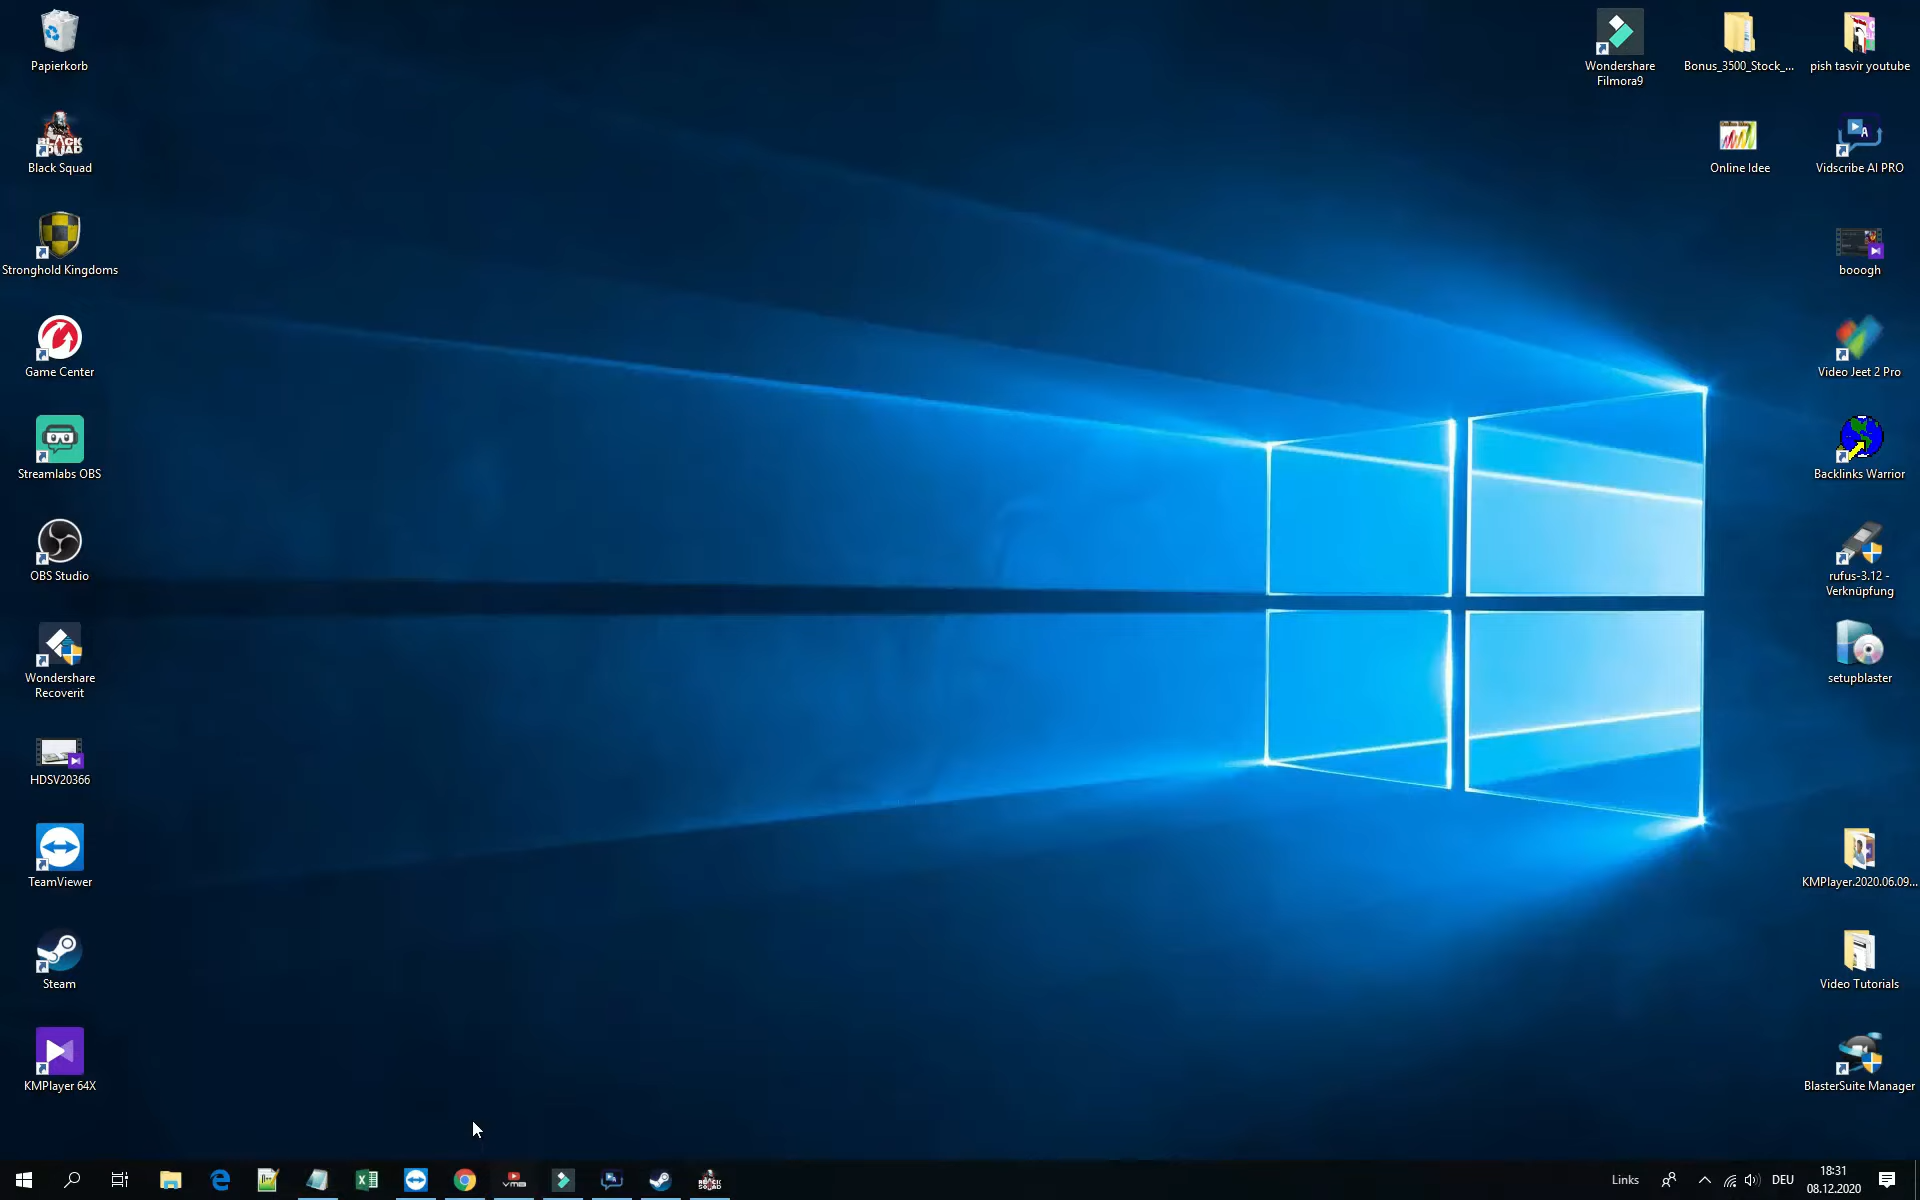 Papierkorb
Black Squad
Stronghold Kingdoms
Game Center
Streamlabs OBS
OBS Studio
Wondershare
Recoverit
HDSV20366
TeamViewer
Steam
KMPlayer 64X
Wondershare
Filmora9
Bonus_3500_Stock_...
pish tasvir youtube
Online Idee
Vidscribe AI PRO
booogh
Video Jeet 2 Pro
Backlinks Warrior
rufus-3.12 -
Verknüpfung
setupblaster
KMPlayer.2020.06.09...
Video Tutorials
BlasterSuite Manager
Links
DEU
18:31
08.12.2020